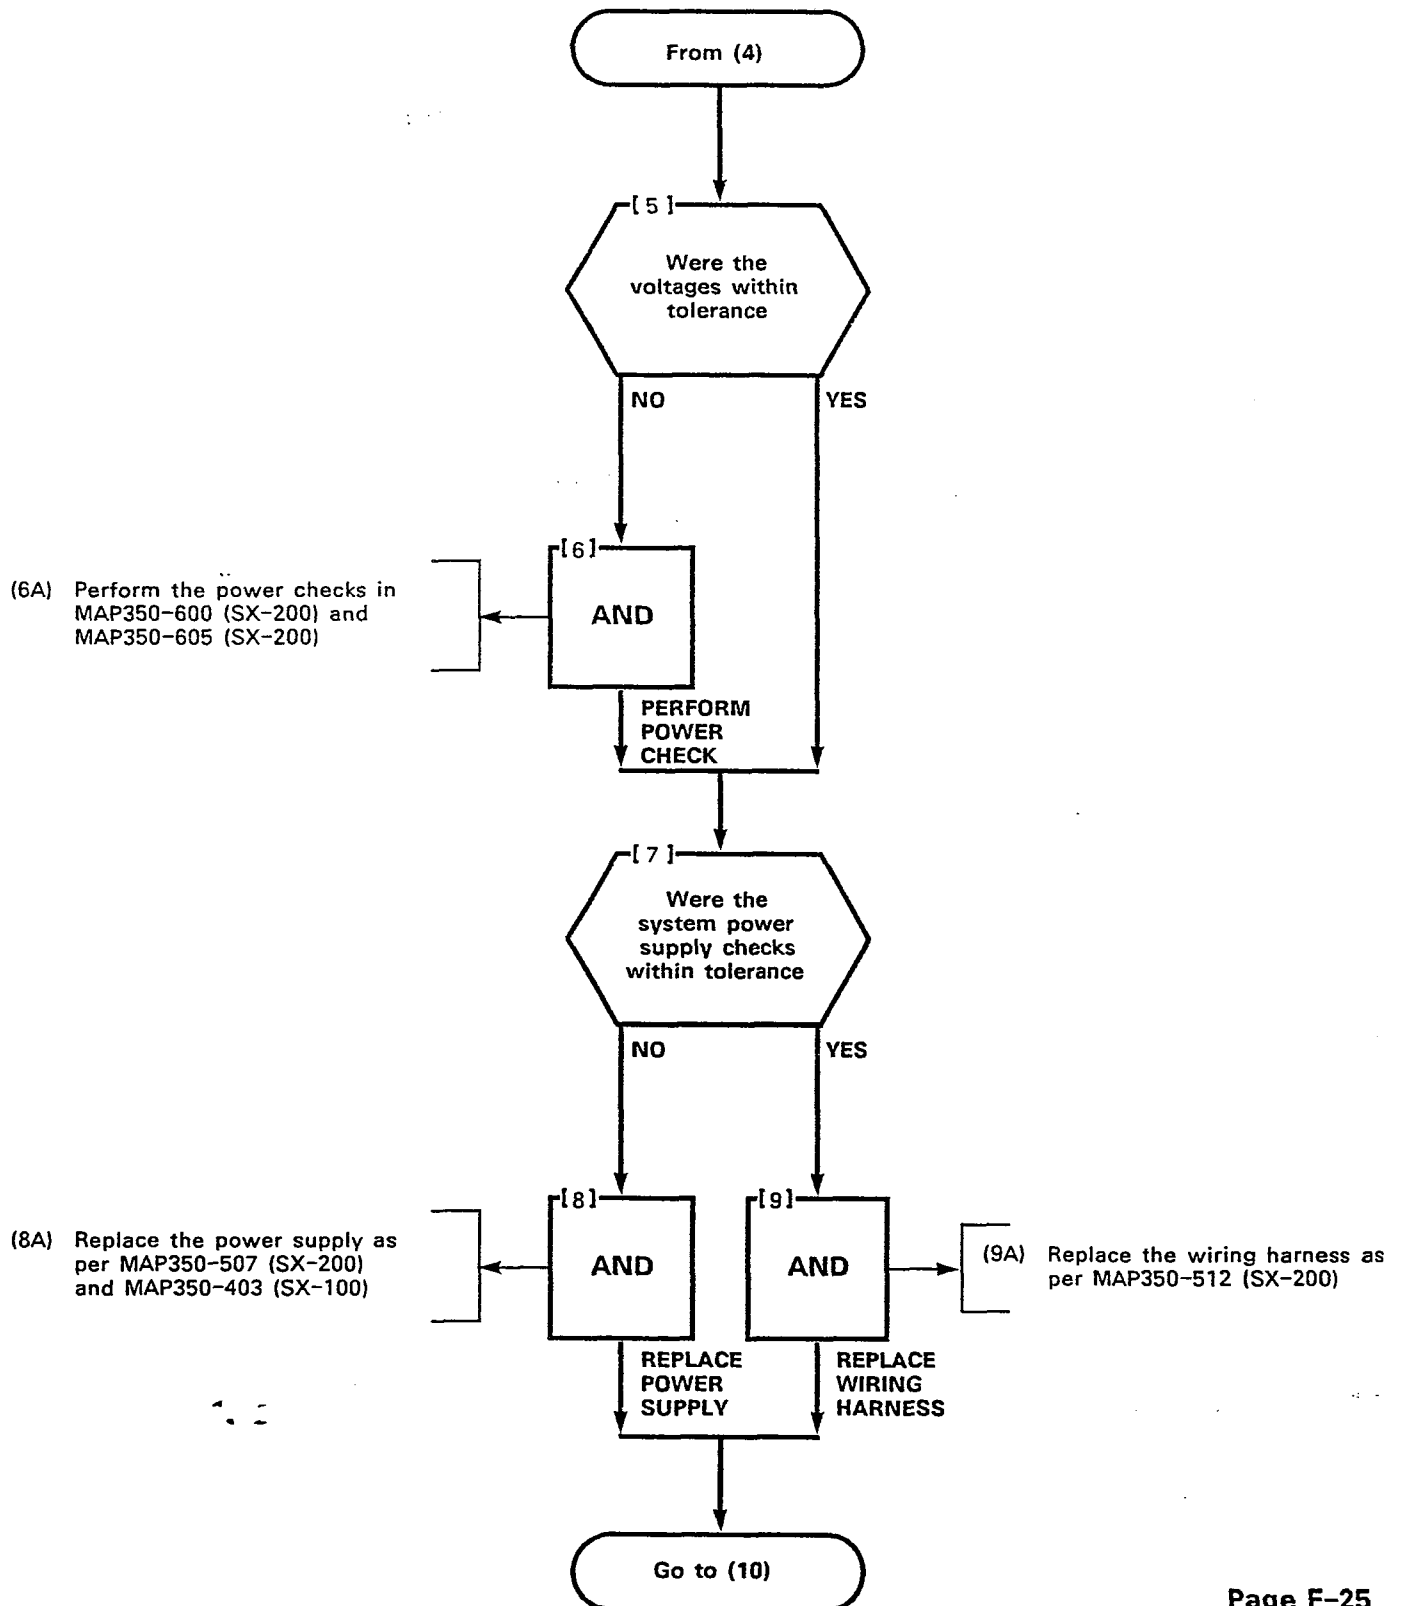 From (4)
[5]
Were the
voltages within
tolerance
NO
YES
[6]
AND
(6A) Perform the power checks in
MAP350-600 (SX-200) and
MAP350-605 (SX-200)
PERFORM
POWER
CHECK
[7]
Were the
system power
supply checks
within tolerance
NO
YES
[8]
AND
(8A) Replace the power supply as
per MAP350-507 (SX-200)
and MAP350-403 (SX-100)
[9]
AND
(9A) Replace the wiring harness as
per MAP350-512 (SX-200)
REPLACE
POWER
SUPPLY
REPLACE
WIRING
HARNESS
Go to (10)
Page F-25